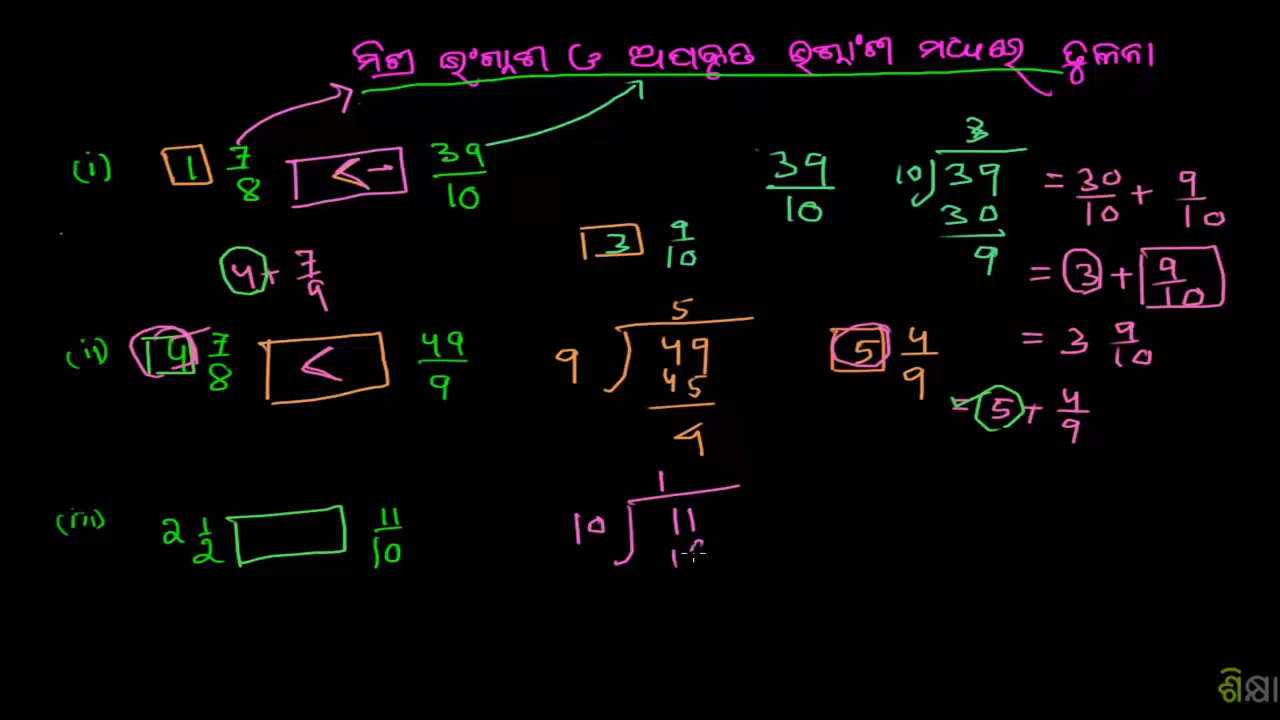 ମିଶ୍ର ଭଗ୍ନାଂଶ ଓ ଅପକୃତ ଭଗ୍ନାଂଶ ମଧ୍ୟରେ ତୁଳନା
(i) 1 7/8 < 39/10
39/10
10 ) 39 ( 3
30
9
= 30/10 + 9/10
= 3 + 9/10
= 3 9/10
3 9/10
4 + 7/9
(ii) 4 7/8 < 49/9
9 ) 49 ( 5
45
4
5 4/9
= 5 + 4/9
(iii) 2 1/2 11/10
10 ) 11 ( 1
10
ଶିକ୍ଷା